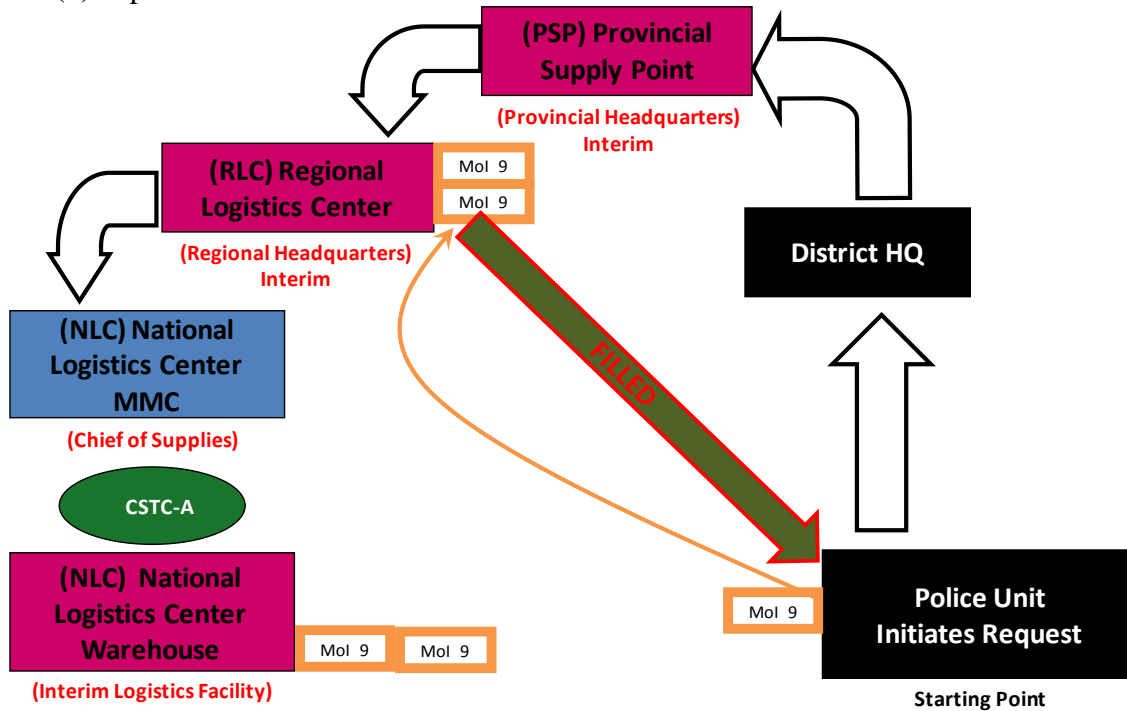 (PSP) Provincial
Supply Point
(Provincial Headquarters)
Interim
(RLC) Regional
Logistics Center
MoI 9
MoI 9
(Regional Headquarters)
Interim
District HQ
(NLC) National
Logistics Center
MMC
(Chief of Supplies)
FILLED
CSTC-A
(NLC) National
Logistics Center
Warehouse
MoI 9
MoI 9
(Interim Logistics Facility)
MoI 9
Police Unit
Initiates Request
Starting Point